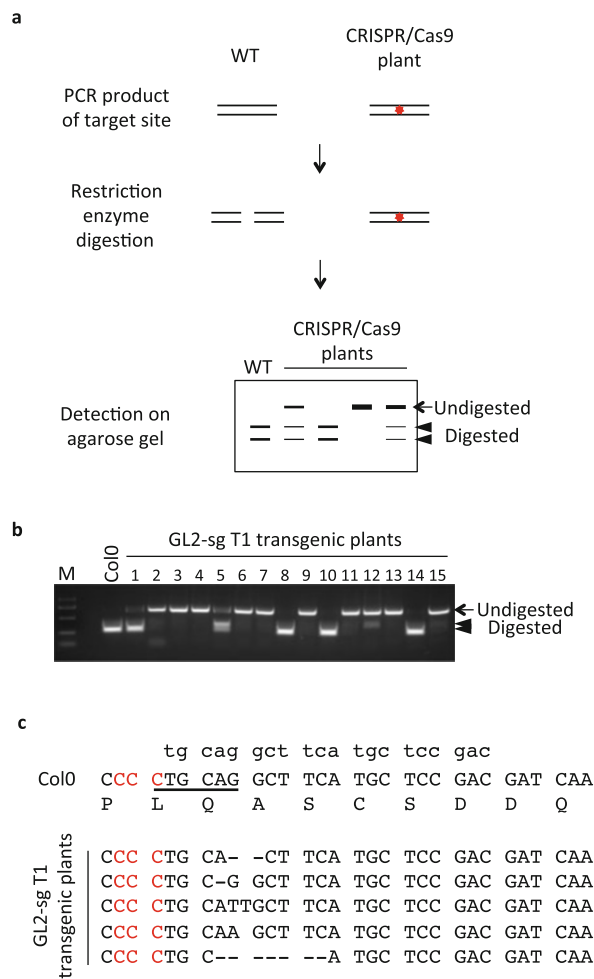 a
WT
CRISPR/Cas9
plant
PCR product
of target site
Restriction
enzyme
digestion
CRISPR/Cas9
plants
WT
Detection on
agarose gel
Undigested
Digested
b
GL2-sg T1 transgenic plants
M Col0 1 2 3 4 5 6 7 8 9 10 11 12 13 14 15
Undigested
Digested
c
tg cag gct tca tgc tcc gac
Col0 CCC CTG CAG GCT TCA TGC TCC GAC GAT CAA
P L Q A S C S D D Q
GL2-sg T1
transgenic plants
CCC CTG CA- -CT TCA TGC TCC GAC GAT CAA
CCC CTG C-G GCT TCA TGC TCC GAC GAT CAA
CCC CTG CATTGCT TCA TGC TCC GAC GAT CAA
CCC CTG CAA GCT TCA TGC TCC GAC GAT CAA
CCC CTG C-- --- --A TGC TCC GAC GAT CAA